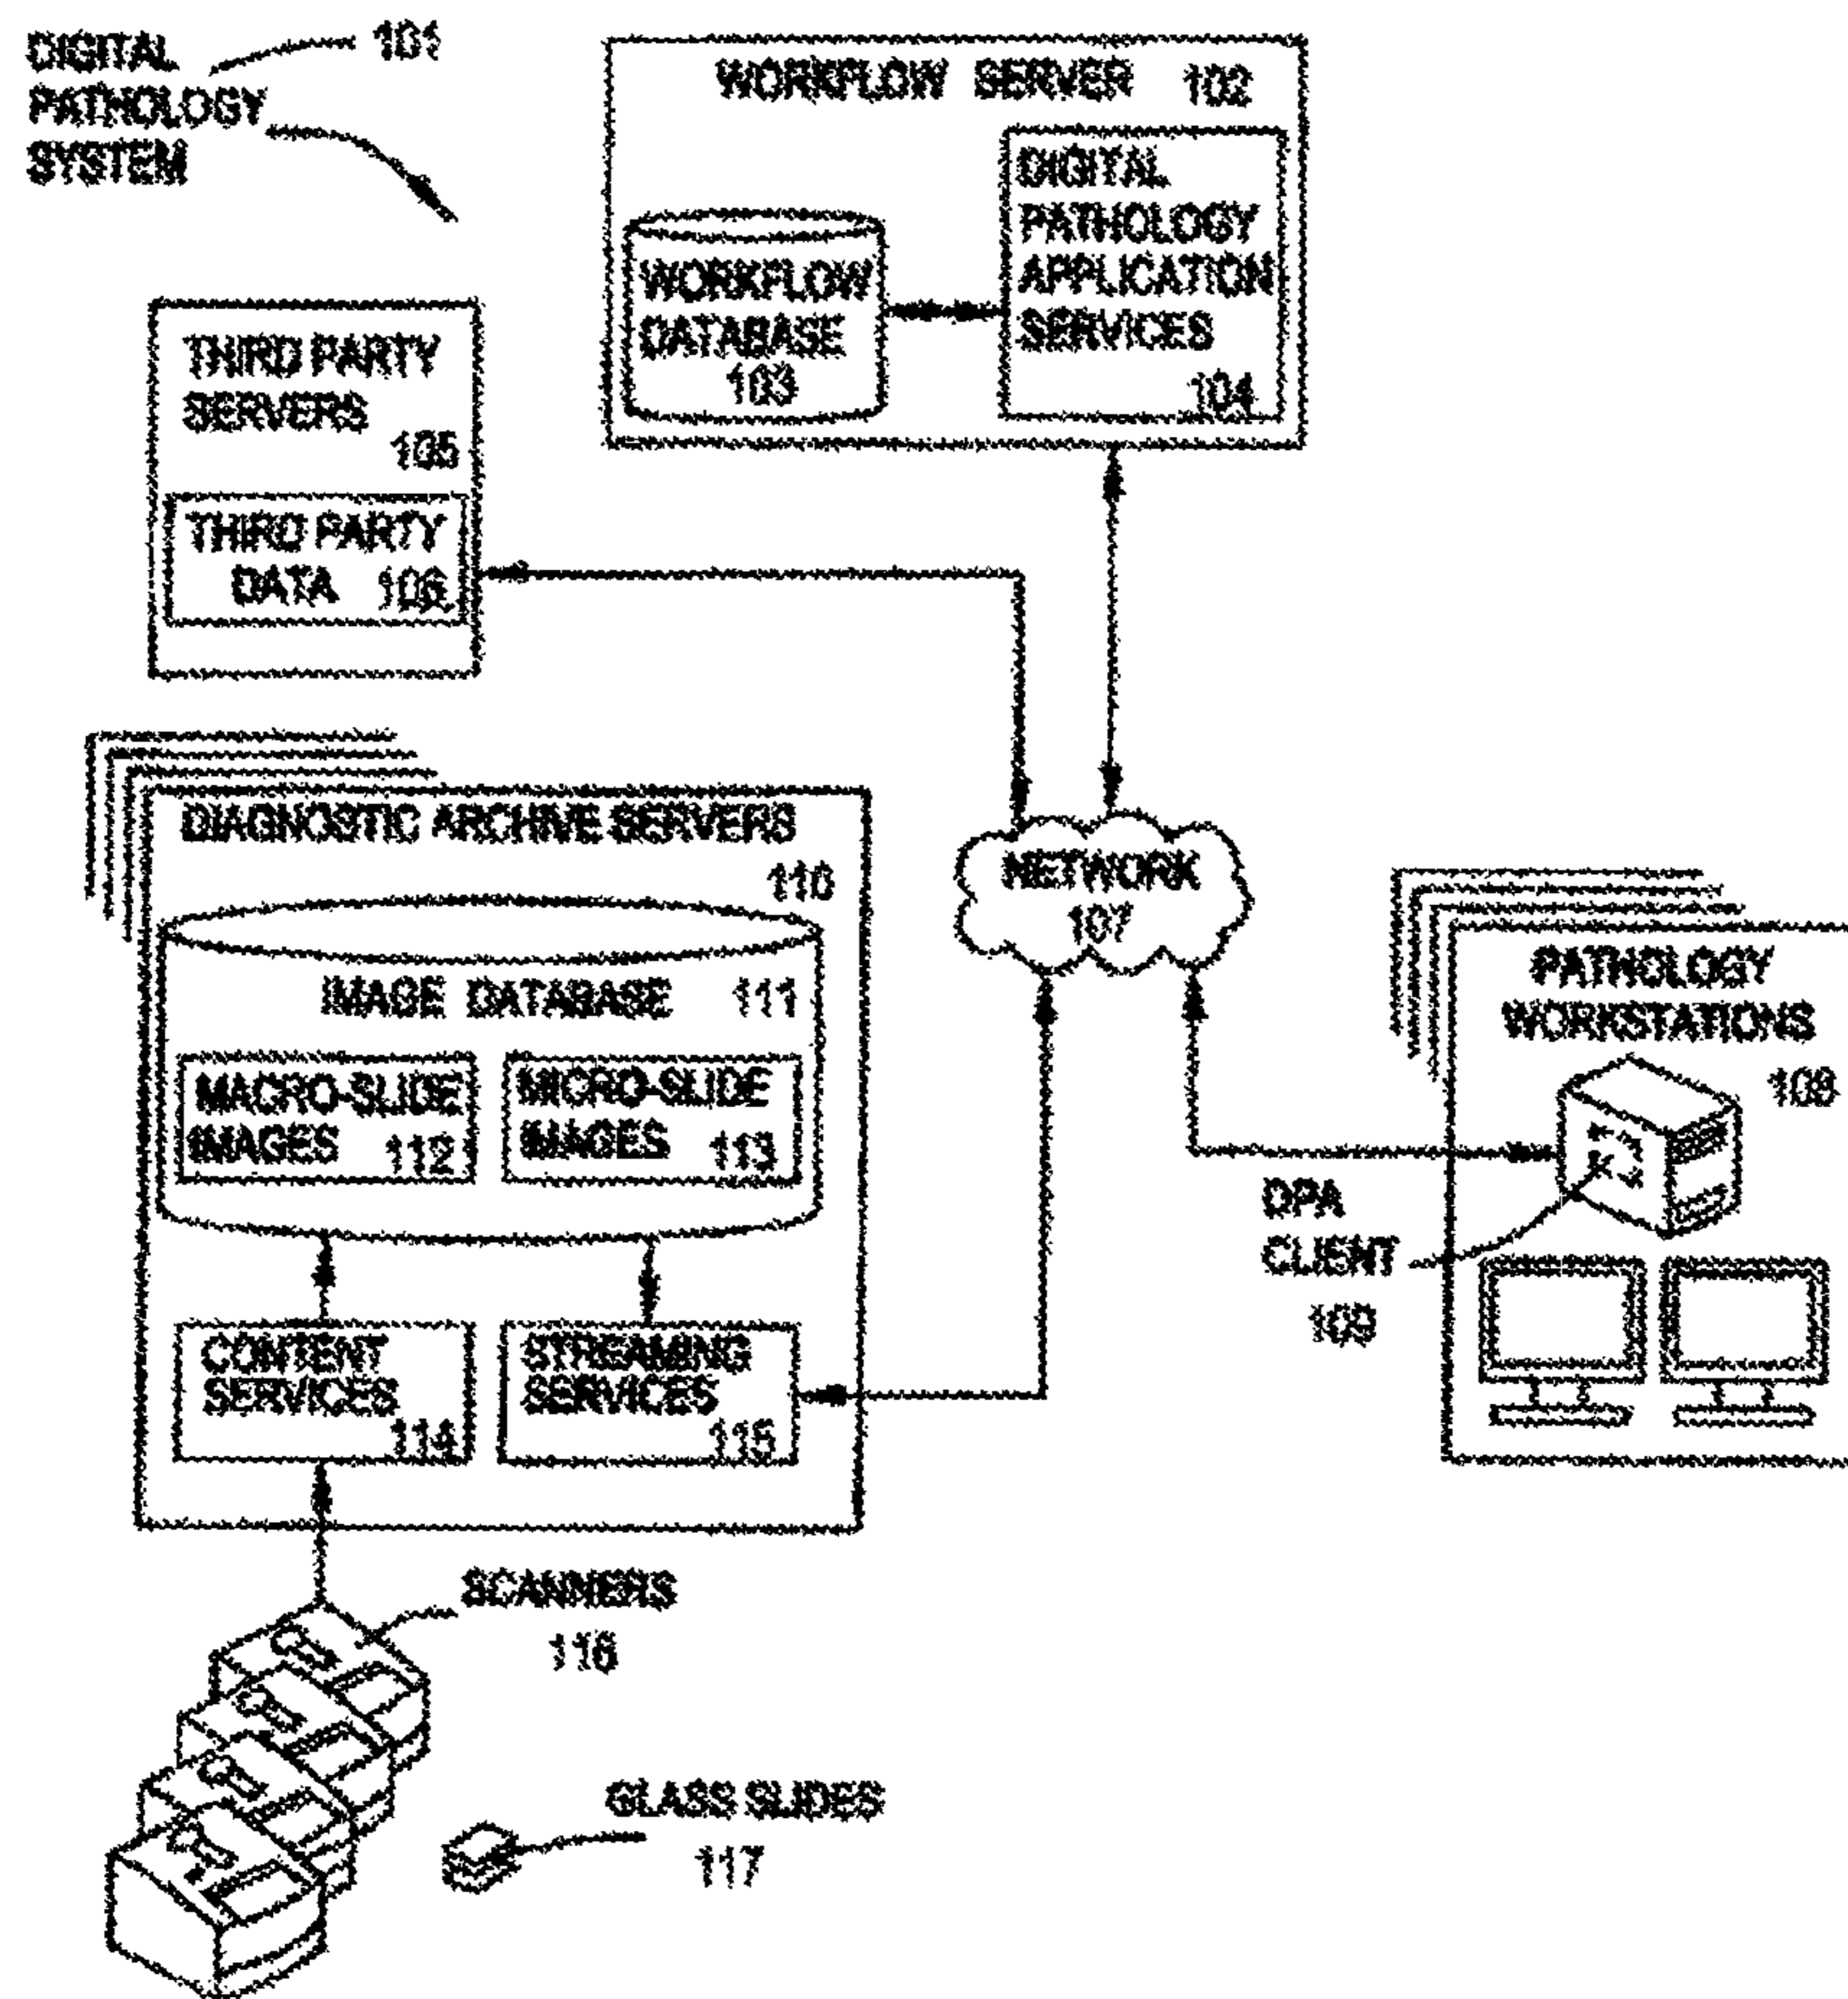 DIGITAL
PATHOLOGY
SYSTEM
101
WORKFLOW SERVER 102
WORKFLOW
DATABASE
103
DIGITAL
PATHOLOGY
APPLICATION
SERVICES
104
THIRD PARTY
SERVERS
105
THIRD PARTY
DATA 106
DIAGNOSTIC ARCHIVE SERVERS
110
IMAGE DATABASE 111
MACRO-SLIDE
IMAGES 112
MICRO-SLIDE
IMAGES 113
CONTENT
SERVICES
114
STREAMING
SERVICES
115
NETWORK
107
PATHOLOGY
WORKSTATIONS
108
DPA
CLIENT
109
SCANNERS
116
GLASS SLIDES
117